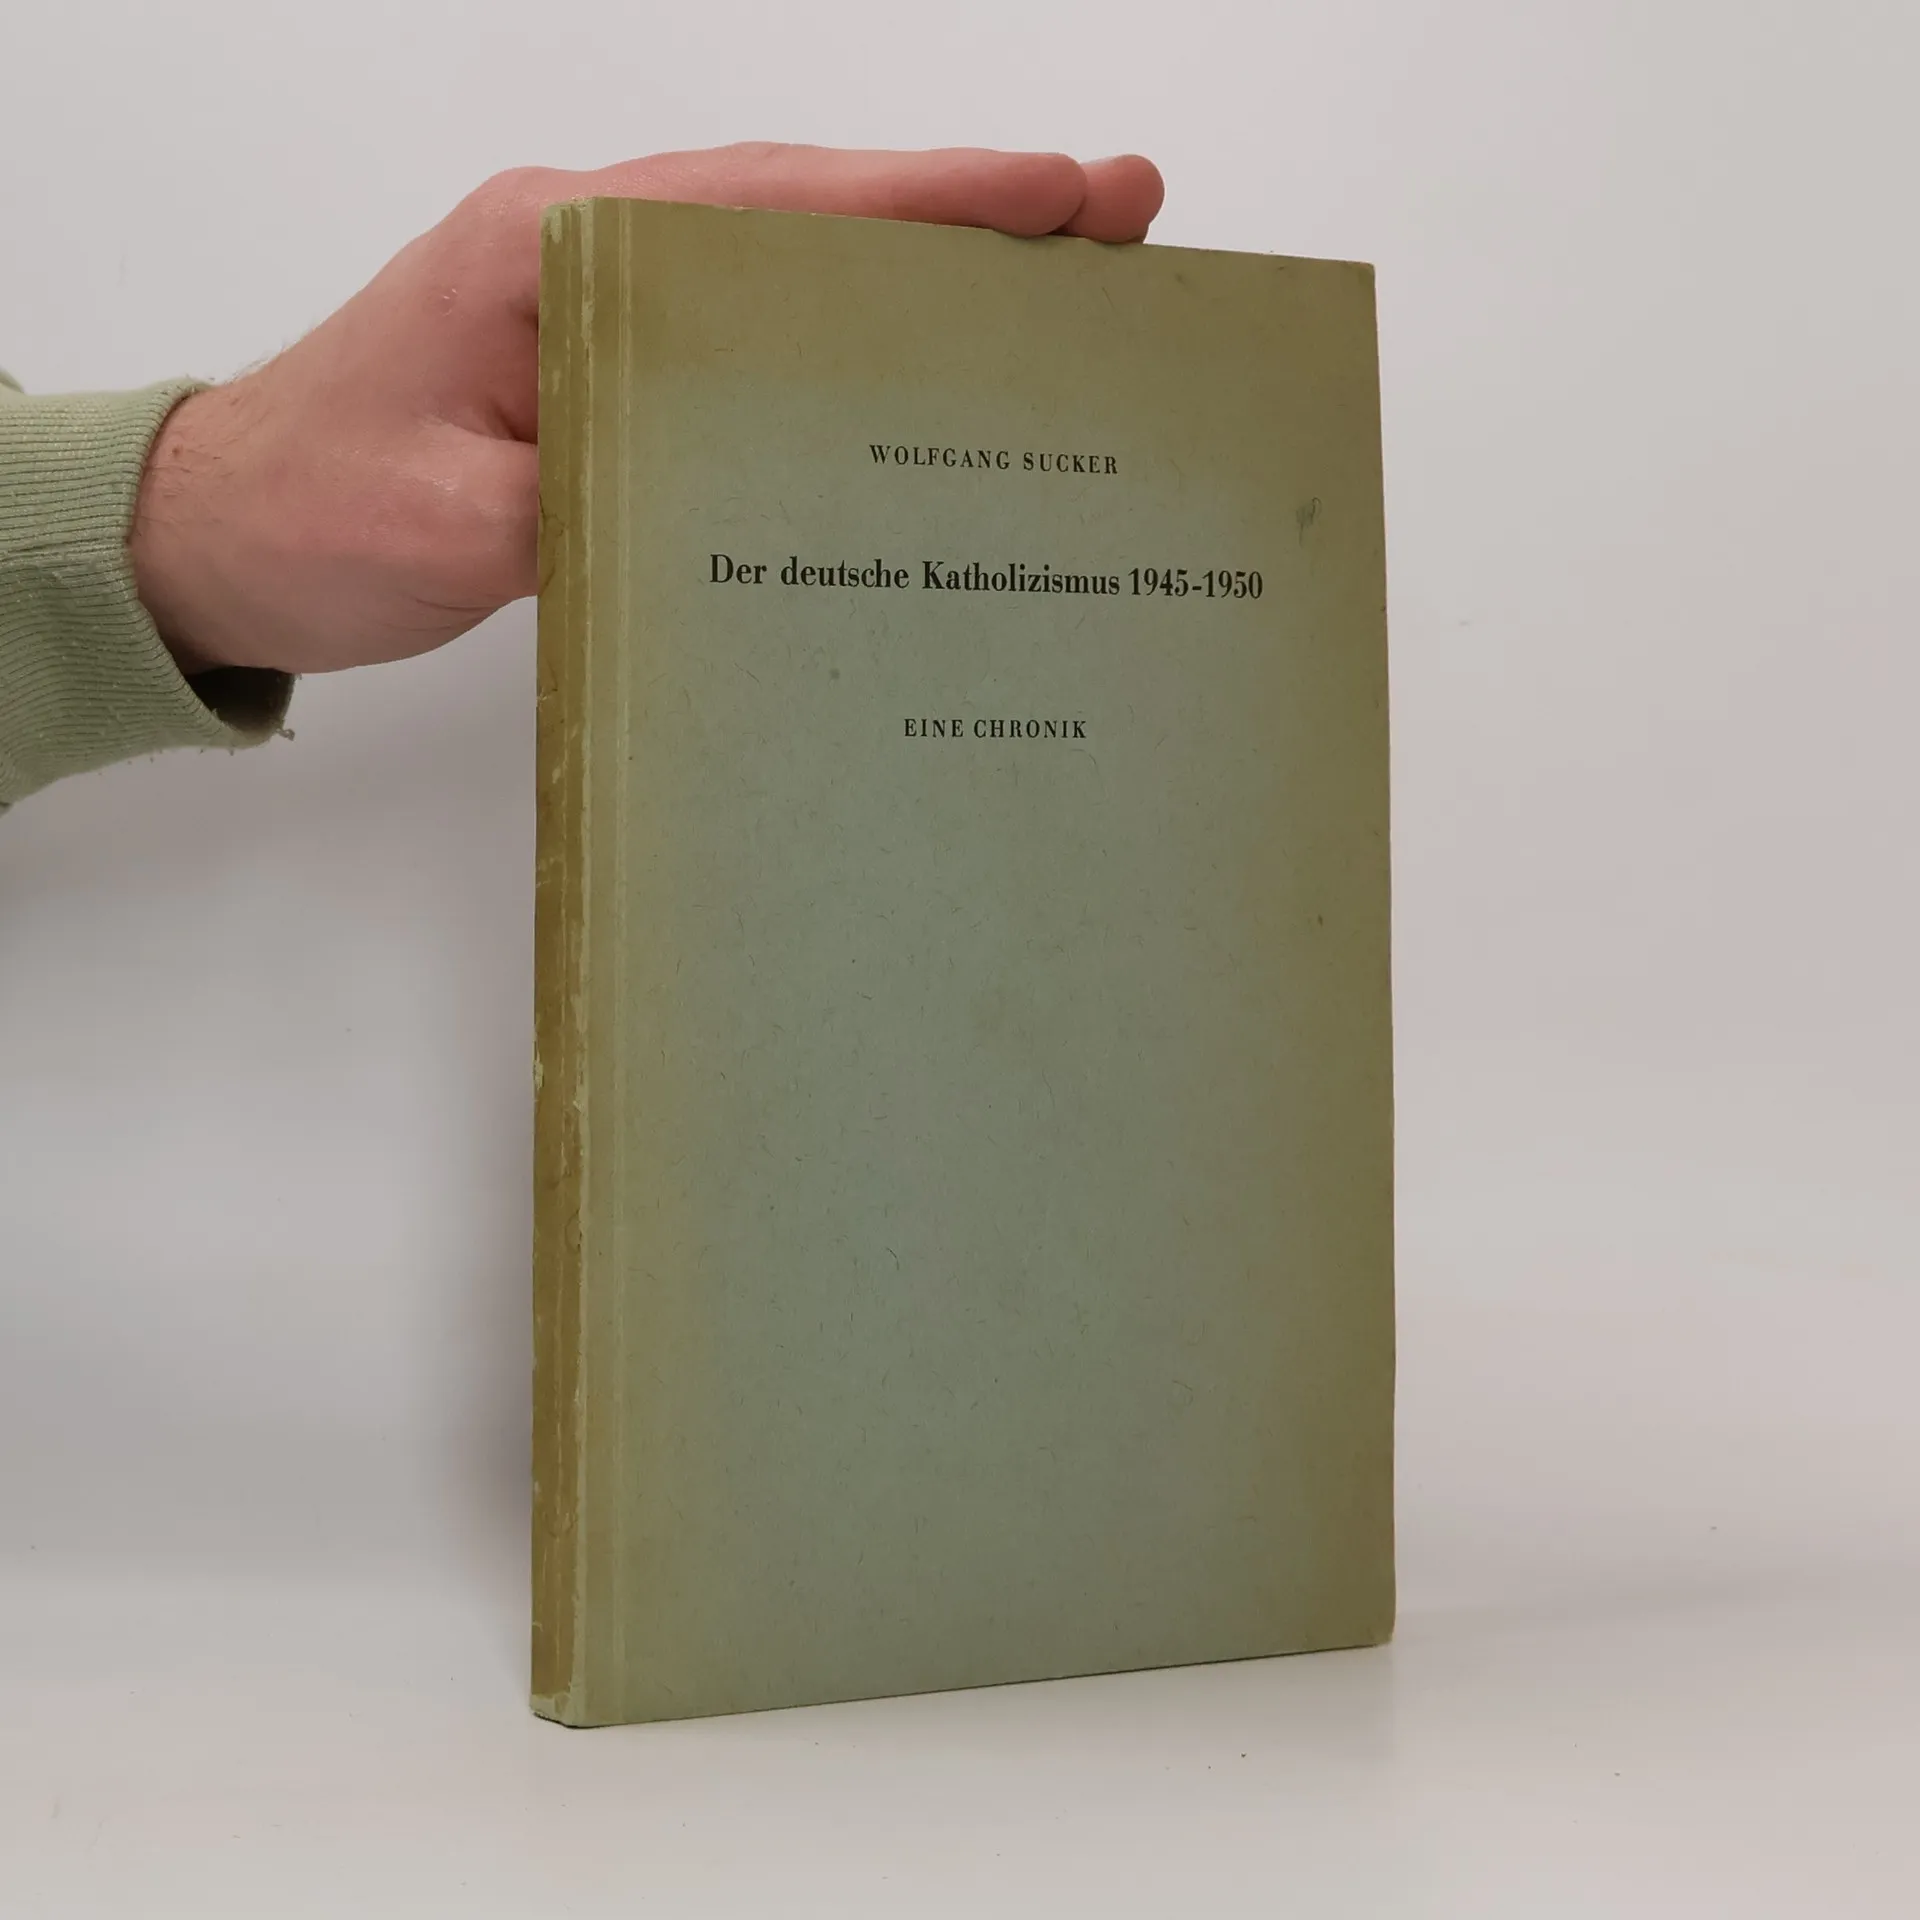 WOLFGANG SUCKER
Der deutsche Katholizismus 1945-1950
EINE CHRONIK